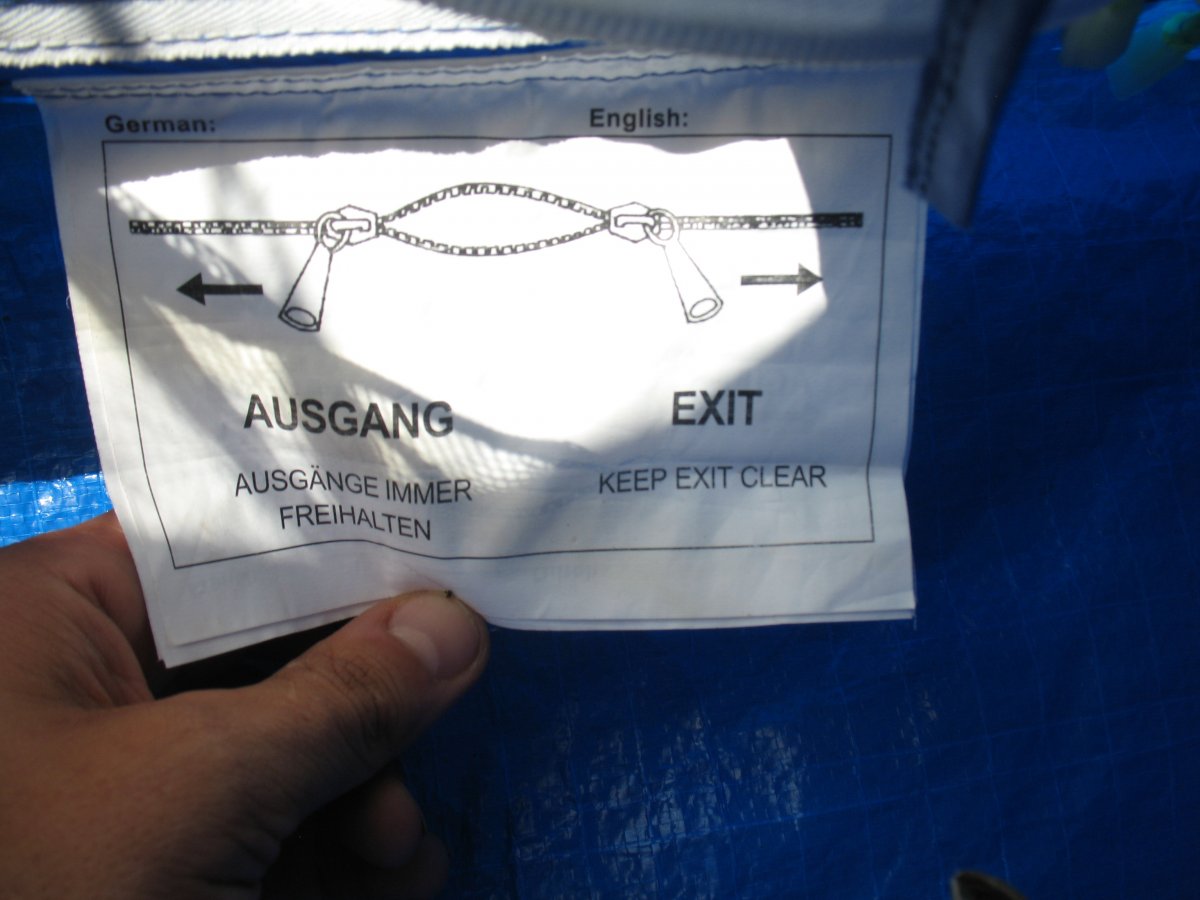 German:
English:
AUSGANG
AUSGÄNGE IMMER
FREIHALTEN
EXIT
KEEP EXIT CLEAR